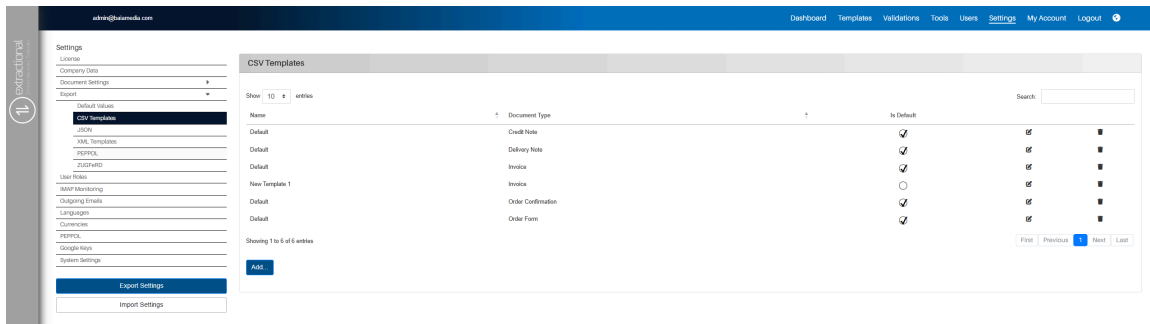 admin@baiamedia.com
Dashboard Templates Validations Tools Users Settings My Account Logout
extractional
Settings
License
Company Data
Document Settings
Export
Default Values
CSV Templates
JSON
XML Templates
PEPPOL
ZUGFeRD
User Roles
IMAP Monitoring
Outgoing Emails
Languages
Currencies
PEPPOL
Google Keys
System Settings
Export Settings
Import Settings
CSV Templates
Show 10 entries
Search:
Name Document Type Is Default
Default Credit Note
Default Delivery Note
Default Invoice
New Template 1 Invoice
Default Order Confirmation
Default Order Form
Showing 1 to 6 of 6 entries
First Previous 1 Next Last
Add...